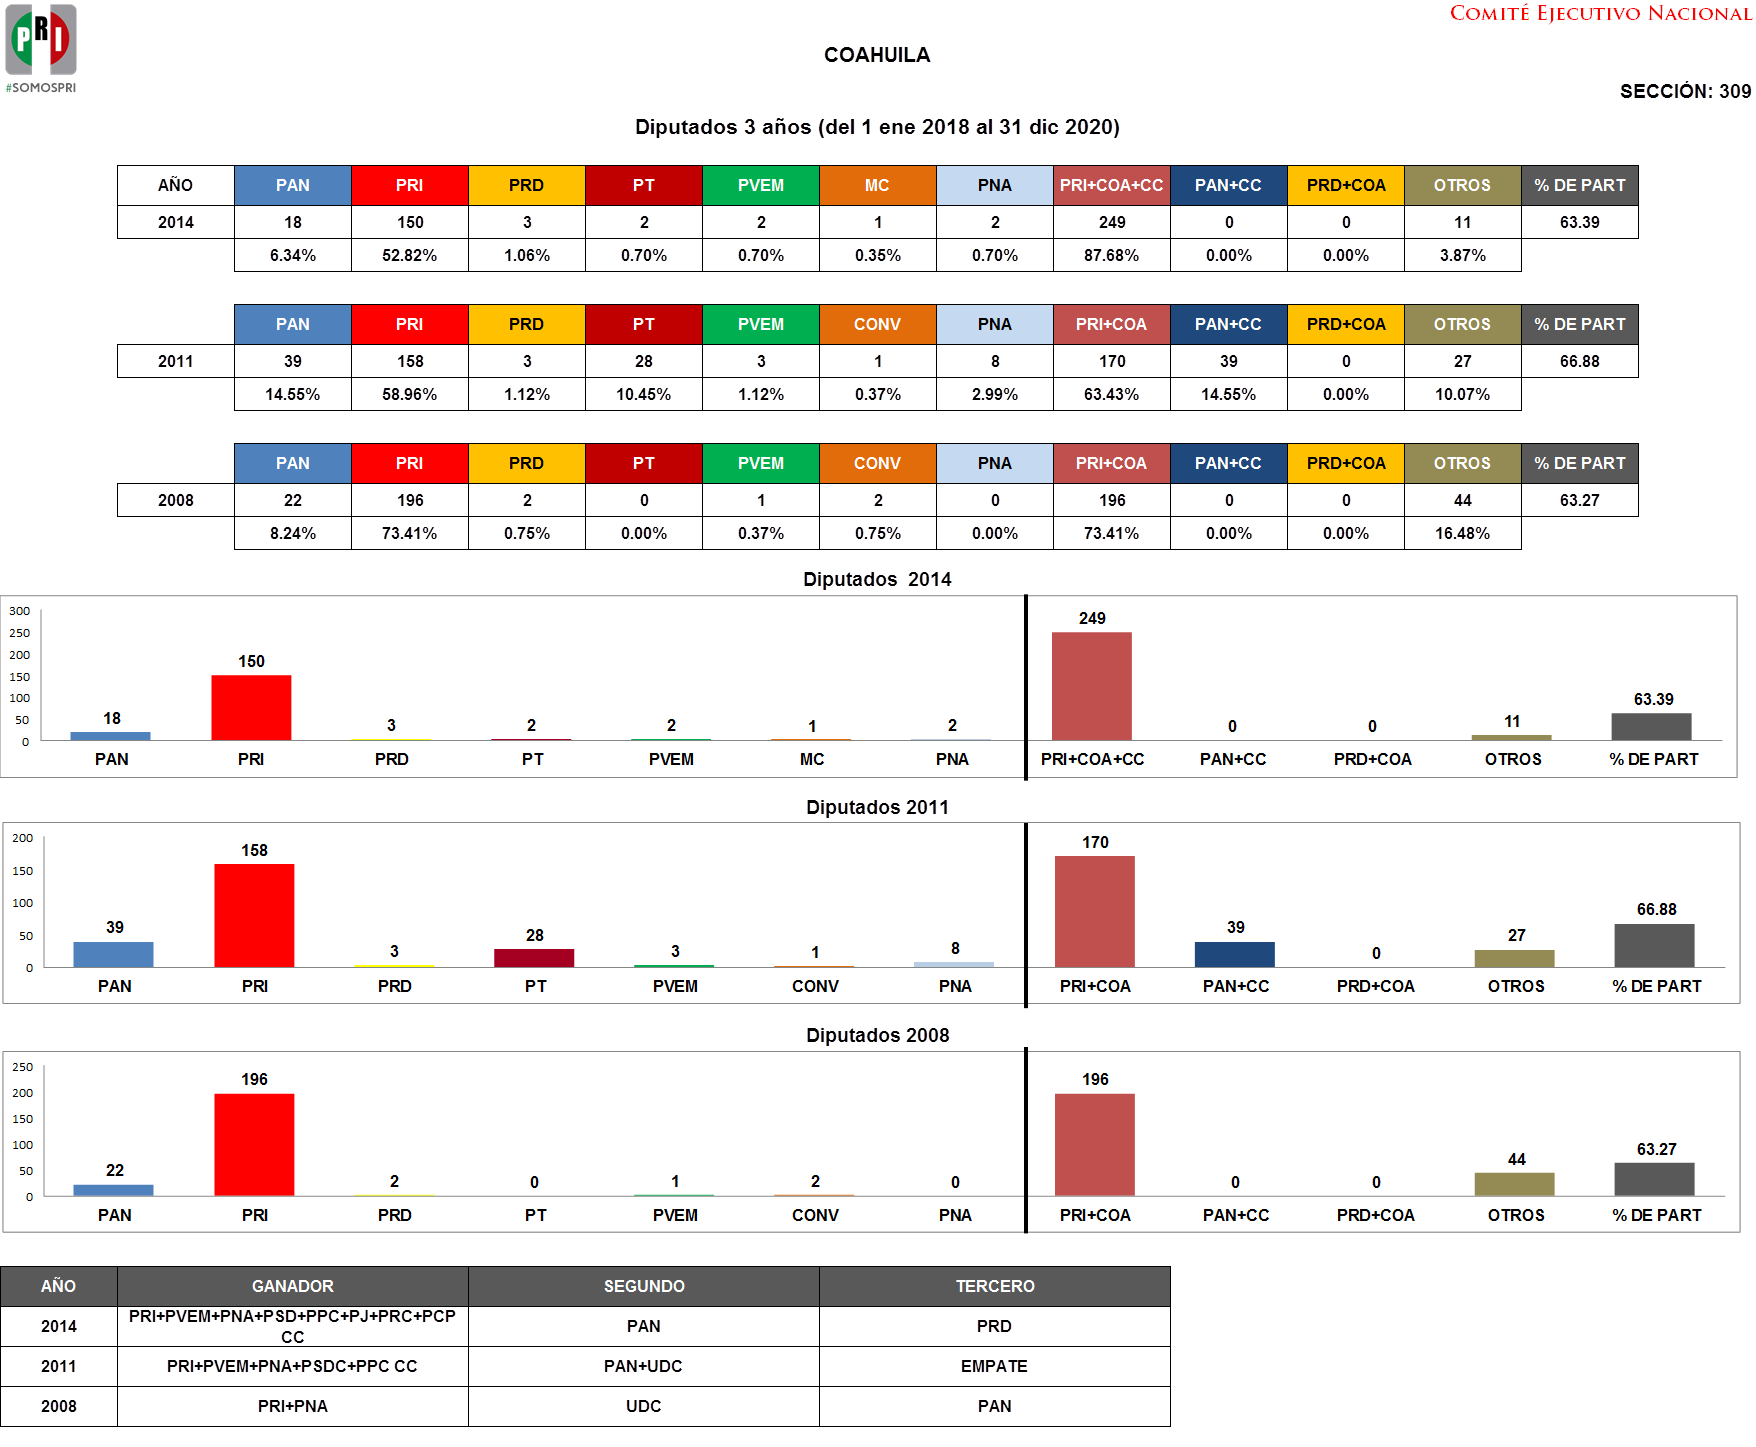 COMITÉ EJECUTIVO NACIONAL
PRI
#SOMOSPRI
COAHUILA
SECCIÓN: 309
Diputados 3 años (del 1 ene 2018 al 31 dic 2020)
AÑO PAN PRI PRD PT PVEM MC PNA PRI+COA+CC PAN+CC PRD+COA OTROS % DE PART
2014 18 150 3 2 2 1 2 249 0 0 11 63.39
6.34% 52.82% 1.06% 0.70% 0.70% 0.35% 0.70% 87.68% 0.00% 0.00% 3.87%
PAN PRI PRD PT PVEM CONV PNA PRI+COA PAN+CC PRD+COA OTROS % DE PART
2011 39 158 3 28 3 1 8 170 39 0 27 66.88
14.55% 58.96% 1.12% 10.45% 1.12% 0.37% 2.99% 63.43% 14.55% 0.00% 10.07%
PAN PRI PRD PT PVEM CONV PNA PRI+COA PAN+CC PRD+COA OTROS % DE PART
2008 22 196 2 0 1 2 0 196 0 0 44 63.27
8.24% 73.41% 0.75% 0.00% 0.37% 0.75% 0.00% 73.41% 0.00% 0.00% 16.48%
Diputados 2014
300
250
200
150
100
50
0
18 150 3 2 2 1 2 249 0 0 11 63.39
PAN PRI PRD PT PVEM MC PNA PRI+COA+CC PAN+CC PRD+COA OTROS % DE PART
Diputados 2011
200
150
100
50
0
39 158 3 28 3 1 8 170 39 0 27 66.88
PAN PRI PRD PT PVEM CONV PNA PRI+COA PAN+CC PRD+COA OTROS % DE PART
Diputados 2008
250
200
150
100
50
0
22 196 2 0 1 2 0 196 0 0 44 63.27
PAN PRI PRD PT PVEM CONV PNA PRI+COA PAN+CC PRD+COA OTROS % DE PART
AÑO GANADOR SEGUNDO TERCERO
2014 PRI+PVEM+PNA+PSD+PPC+PJ+PRC+PCP
CC PAN PRD
2011 PRI+PVEM+PNA+PSDC+PPC CC PAN+UDC EMPATE
2008 PRI+PNA UDC PAN